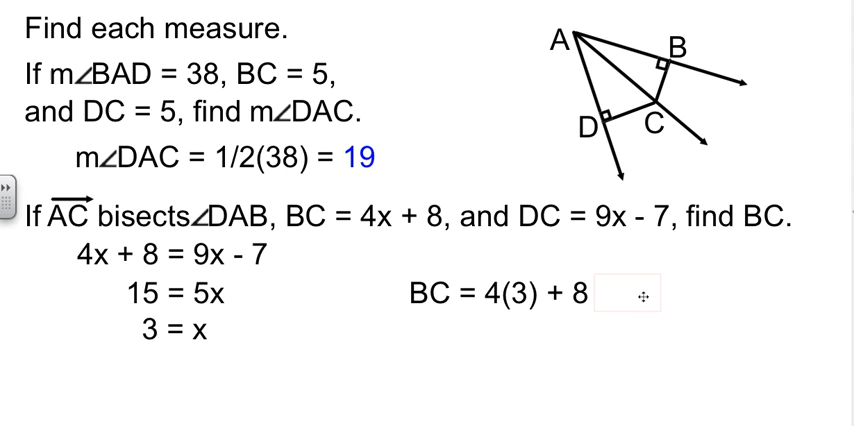 Find each measure.
If m∠BAD = 38, BC = 5,
and DC = 5, find m∠DAC.
m∠DAC = 1/2(38) = 19
A
B
D
C
If AC bisects∠DAB, BC = 4x + 8, and DC = 9x - 7, find BC.
4x + 8 = 9x - 7
15 = 5x
BC = 4(3) + 8
3 = x